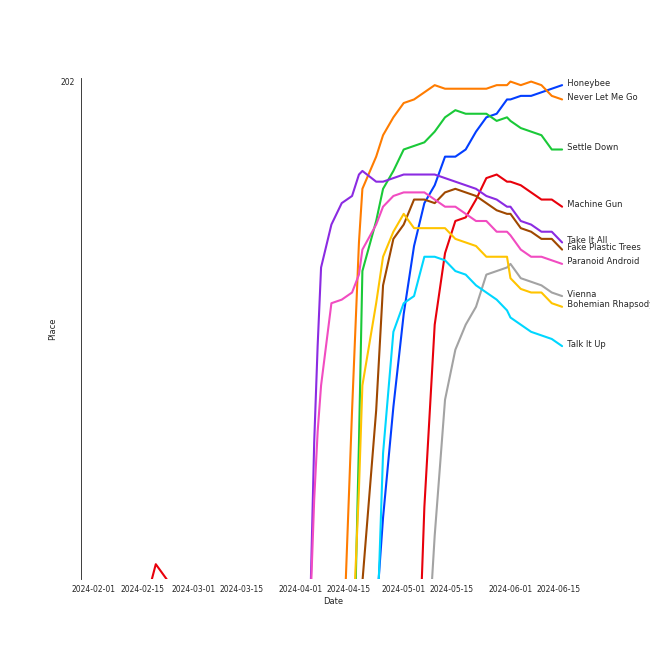 202
Honeybee
Never Let Me Go
Settle Down
Machine Gun
Take It All
Fake Plastic Trees
Paranoid Android
Vienna
Bohemian Rhapsod
Talk It Up
Place
2024-02-01 2024-02-15 2024-03-01 2024-03-15 2024-04-01 2024-04-15 2024-05-01 2024-05-15 2024-06-01 2024-06-15
Date